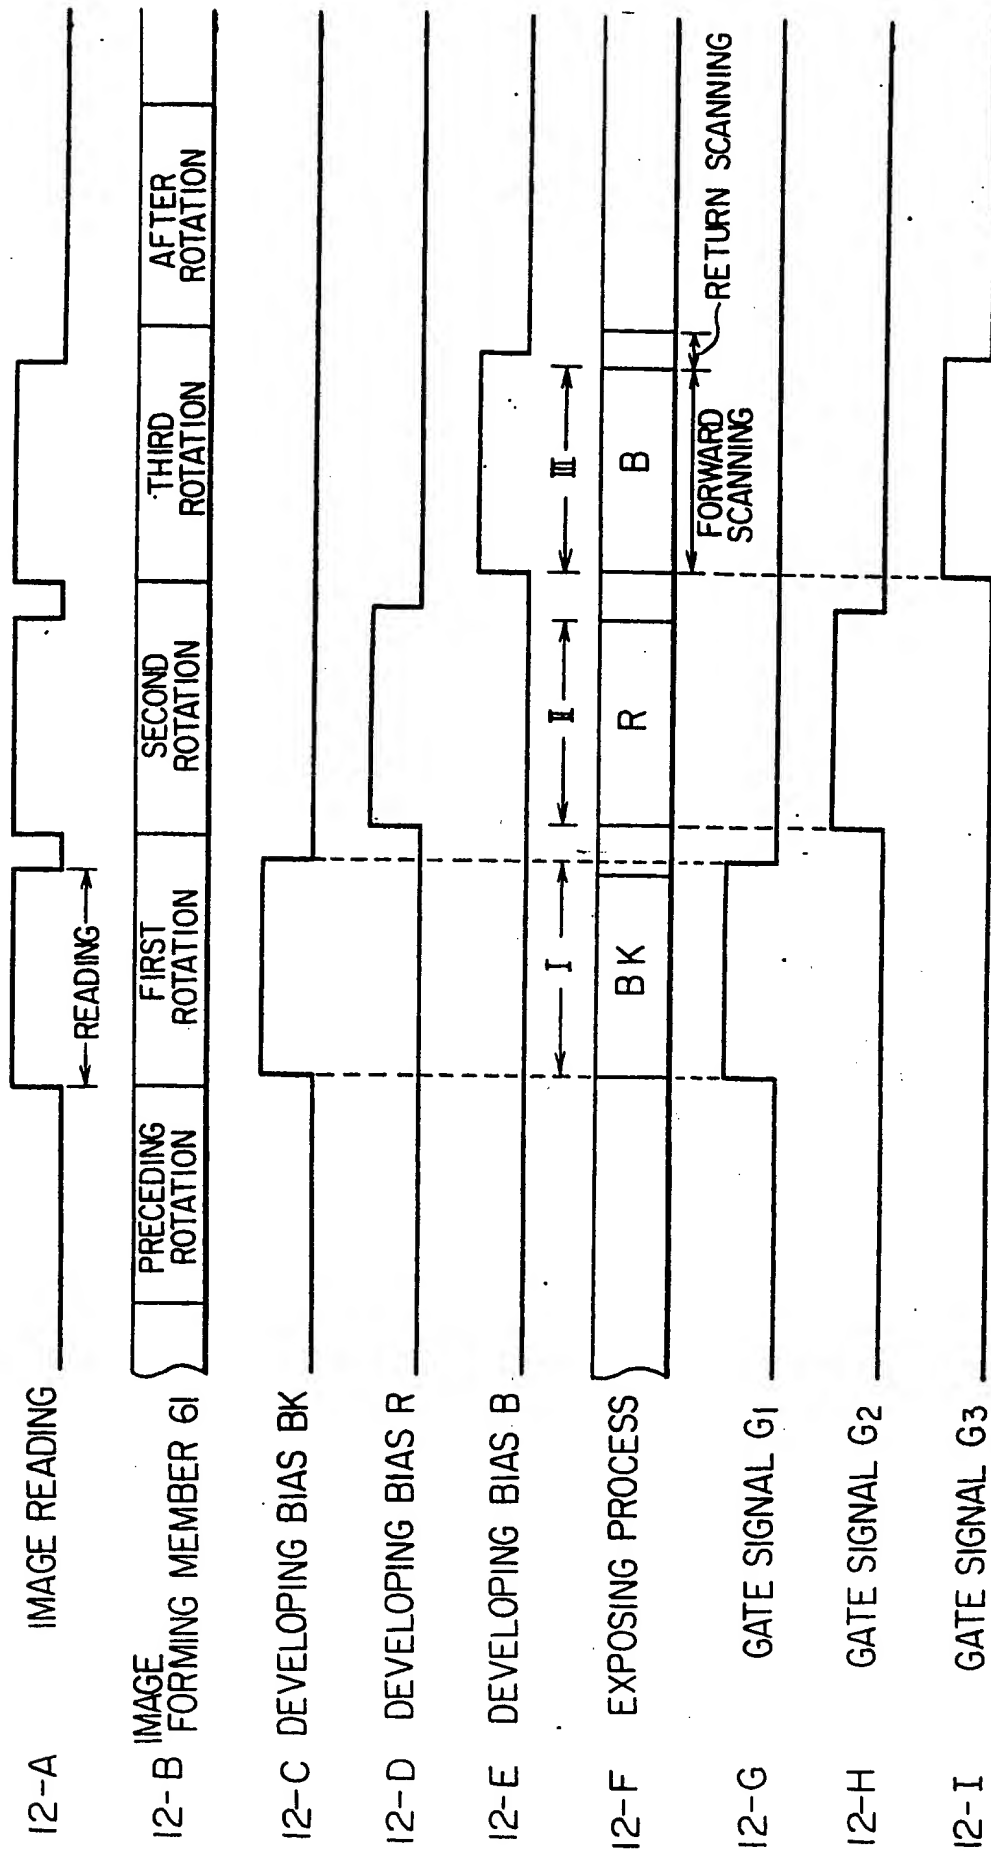 12-A IMAGE READING
READING
12-B IMAGE
FORMING MEMBER 61
PRECEDING
ROTATION
FIRST
ROTATION
SECOND
ROTATION
THIRD
ROTATION
AFTER
ROTATION
12-C DEVELOPING BIAS BK
12-D DEVELOPING BIAS R
12-E DEVELOPING BIAS B
I
II
III
12-F EXPOSING PROCESS
BK
R
B
FORWARD
SCANNING
RETURN SCANNING
12-G GATE SIGNAL G1
12-H GATE SIGNAL G2
12-I GATE SIGNAL G3